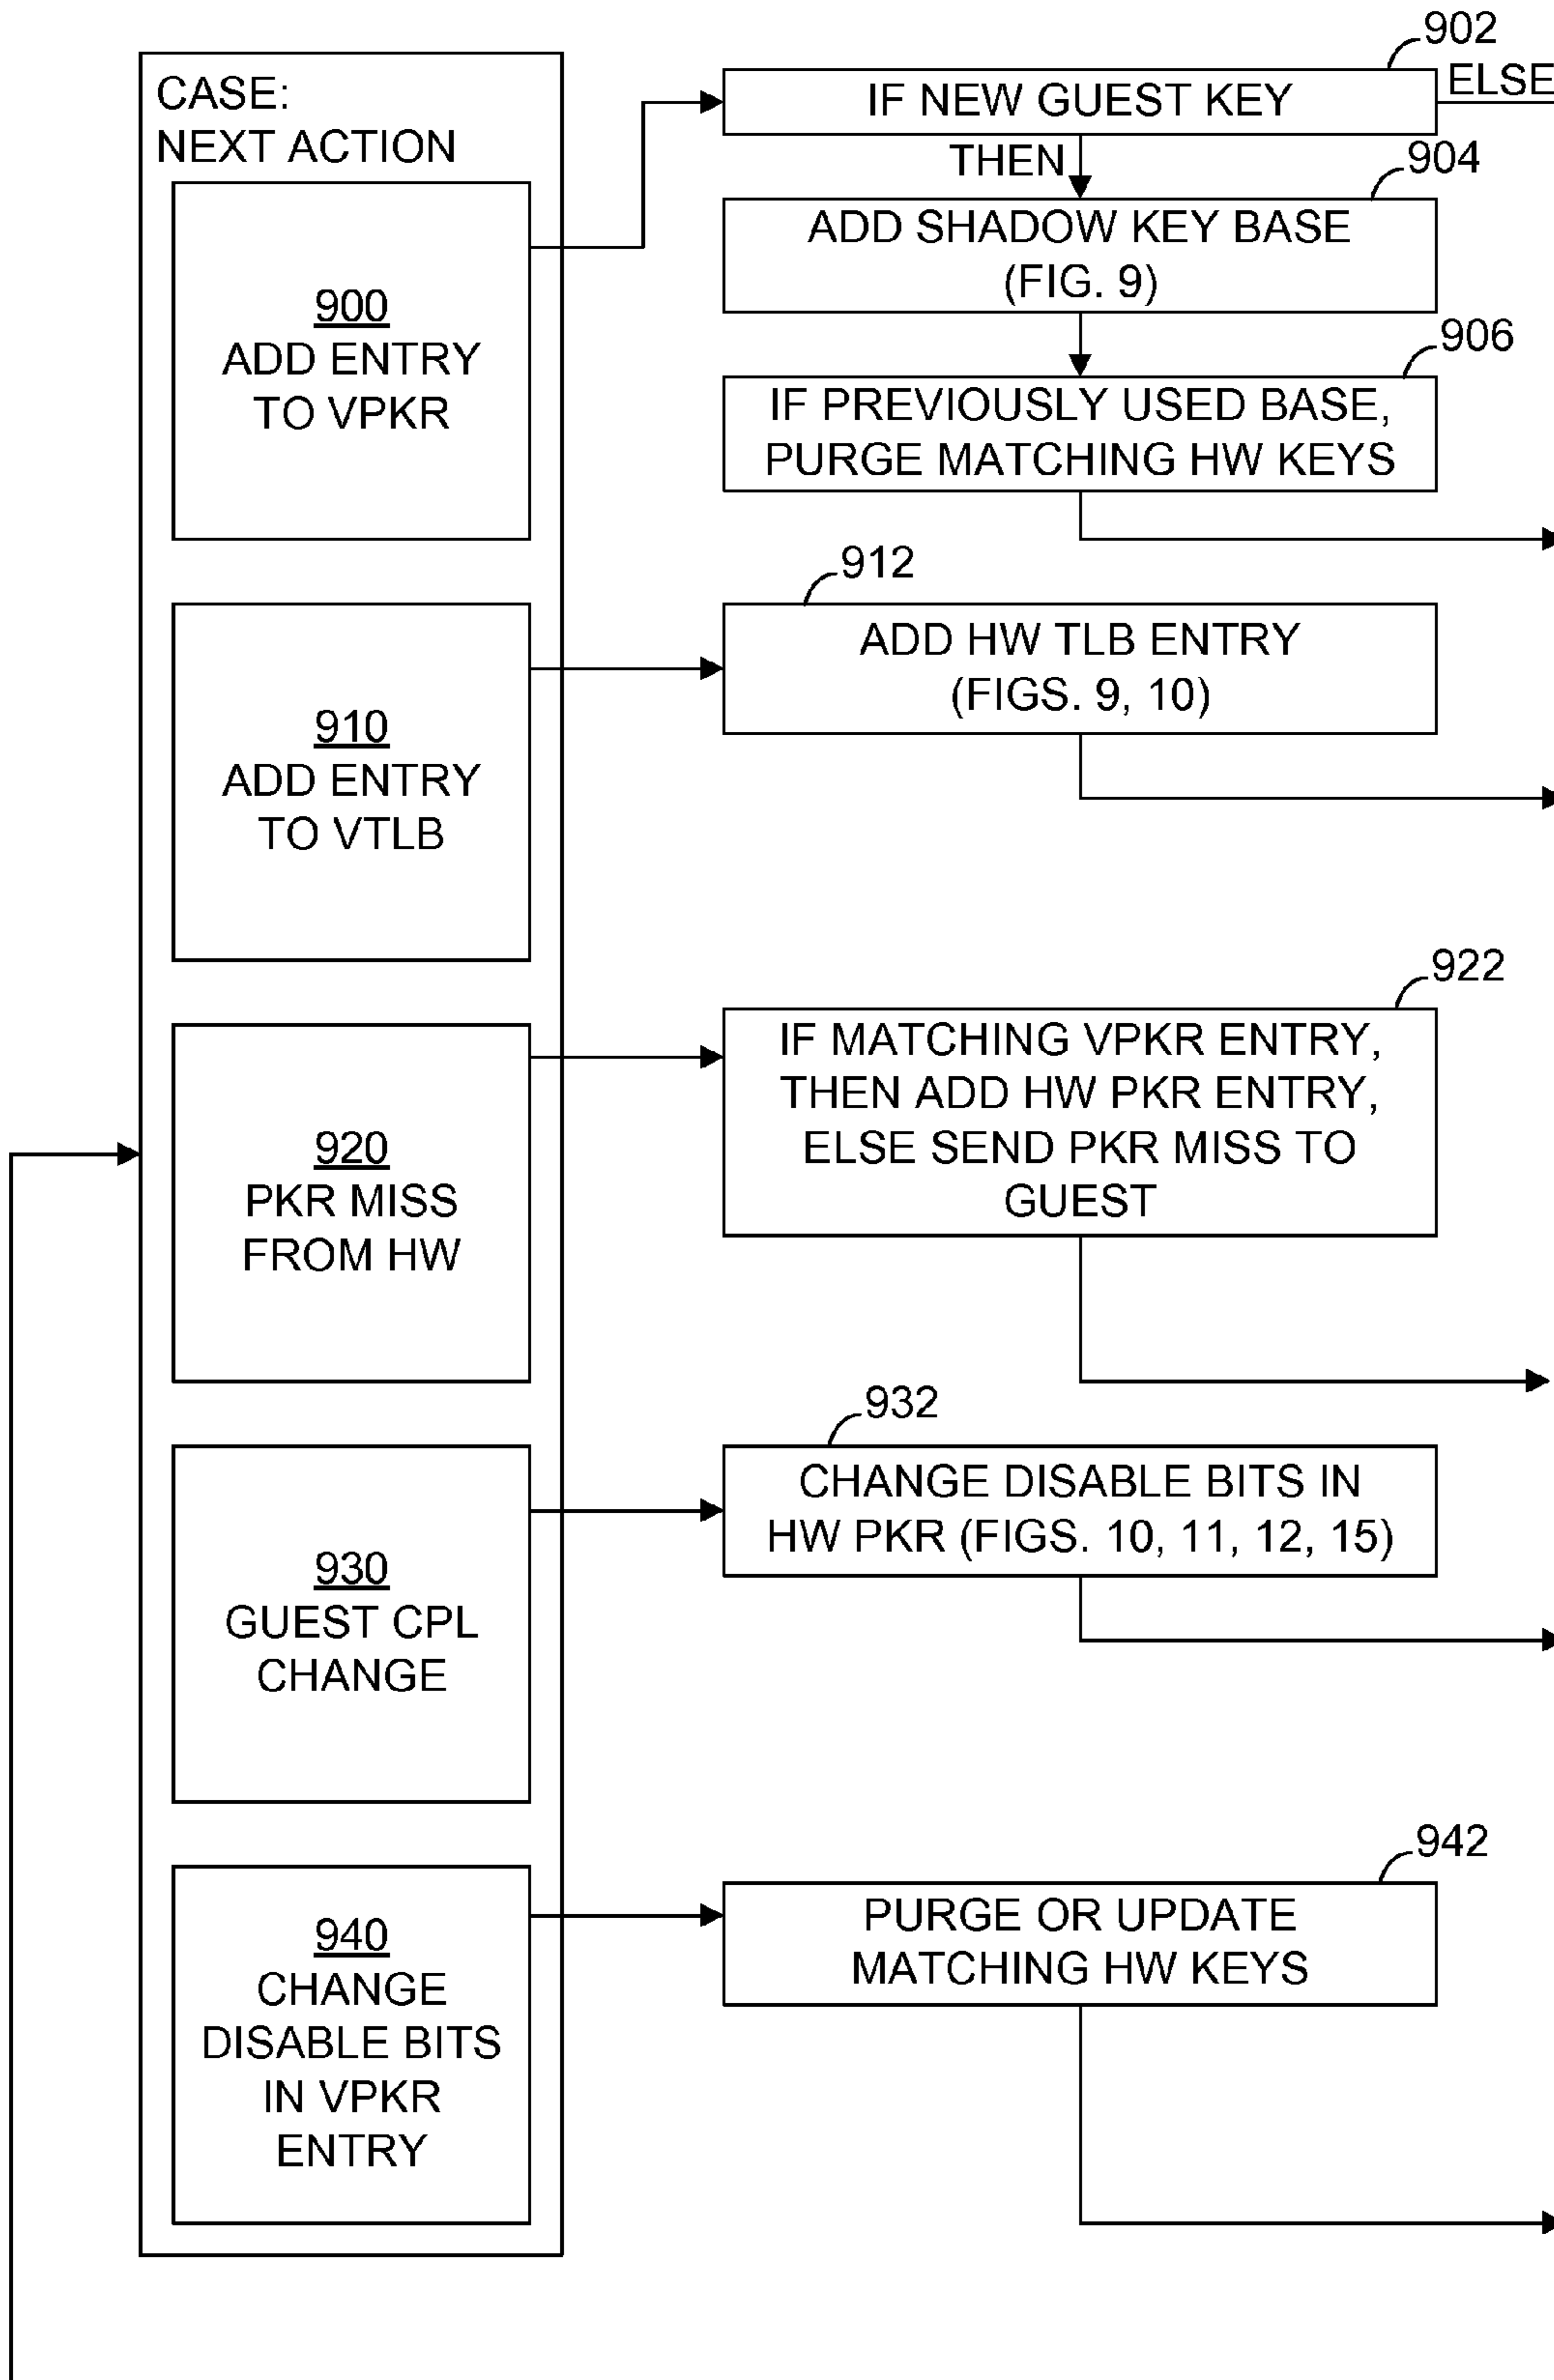 CASE:
NEXT ACTION
900
ADD ENTRY
TO VPKR
902
IF NEW GUEST KEY
ELSE
THEN
904
ADD SHADOW KEY BASE
(FIG. 9)
906
IF PREVIOUSLY USED BASE,
PURGE MATCHING HW KEYS
910
ADD ENTRY
TO VTLB
912
ADD HW TLB ENTRY
(FIGS. 9, 10)
920
PKR MISS
FROM HW
922
IF MATCHING VPKR ENTRY,
THEN ADD HW PKR ENTRY,
ELSE SEND PKR MISS TO
GUEST
930
GUEST CPL
CHANGE
932
CHANGE DISABLE BITS IN
HW PKR (FIGS. 10, 11, 12, 15)
940
CHANGE
DISABLE BITS
IN VPKR
ENTRY
942
PURGE OR UPDATE
MATCHING HW KEYS